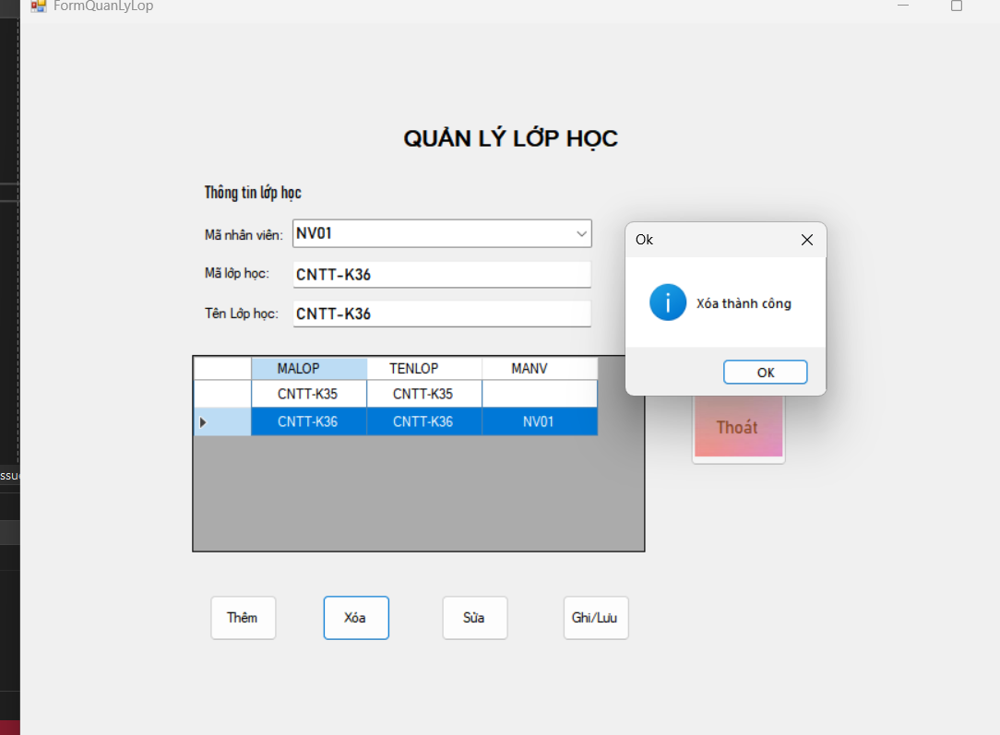 FormQuanLyLop
QUẢN LÝ LỚP HỌC
Thông tin lớp học
Mã nhân viên: NV01
Mã lớp học: CNTT-K36
Tên Lớp học: CNTT-K36
Ok
Xóa thành công
OK
MALOP TENLOP MANV
CNTT-K35 CNTT-K35
CNTT-K36 CNTT-K36 NV01
Thoát
Thêm Xóa Sửa Ghi/Lưu